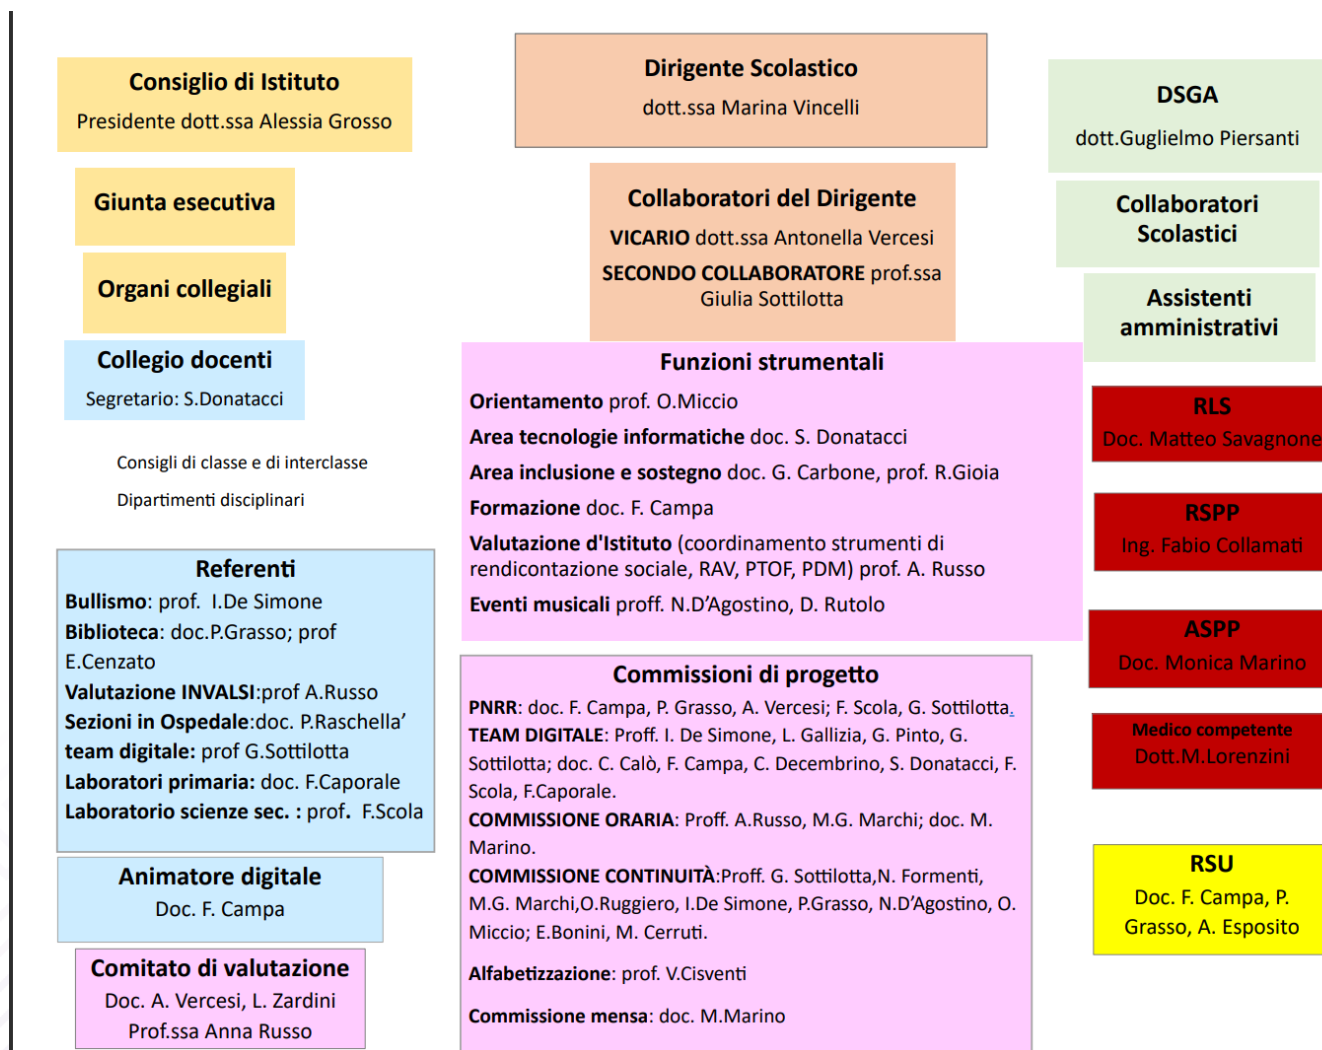 Consiglio di Istituto
Presidente dott.ssa Alessia Grosso
Giunta esecutiva
Organi collegiali
Collegio docenti
Segretario: S.Donatacci
Consigli di classe e di interclasse
Dipartimenti disciplinari
Referenti
Bullismo: prof.  I.De Simone
Biblioteca: doc.P.Grasso; prof
E.Cenzato
Valutazione INVALSI:prof A.Russo
Sezioni in Ospedale:doc. P.Raschella’
team digitale: prof G.Sottilotta
Laboratori primaria: doc. F.Caporale
Laboratorio scienze sec. : prof.  F.Scola
Animatore digitale
Doc. F. Campa
Comitato di valutazione
Doc. A. Vercesi, L. Zardini
Prof.ssa Anna Russo
Dirigente Scolastico
dott.ssa Marina Vincelli
Collaboratori del Dirigente
VICARIO dott.ssa Antonella Vercesi
SECONDO COLLABORATORE prof.ssa
Giulia Sottilotta
Funzioni strumentali
Orientamento prof. O.Miccio
Area tecnologie informatiche doc. S. Donatacci
Area inclusione e sostegno doc. G. Carbone, prof. R.Gioia
Formazione doc. F. Campa
Valutazione d'Istituto (coordinamento strumenti di
rendicontazione sociale, RAV, PTOF, PDM) prof. A. Russo
Eventi musicali proff. N.D’Agostino, D. Rutolo
Commissioni di progetto
PNRR: doc. F. Campa, P. Grasso, A. Vercesi; F. Scola, G. Sottilotta.
TEAM DIGITALE: Proff. I. De Simone, L. Gallizia, G. Pinto, G.
Sottilotta; doc. C. Calò, F. Campa, C. Decembrino, S. Donatacci, F.
Scola, F.Caporale.
COMMISSIONE ORARIA: Proff. A.Russo, M.G. Marchi; doc. M.
Marino.
COMMISSIONE CONTINUITÀ:Proff. G. Sottilotta,N. Formenti,
M.G. Marchi,O.Ruggiero, I.De Simone, P.Grasso, N.D’Agostino, O.
Miccio; E.Bonini, M. Cerruti.
Alfabetizzazione: prof. V.Cisventi
Commissione mensa: doc. M.Marino
DSGA
dott.Guglielmo Piersanti
Collaboratori
Scolastici
Assistenti
amministrativi
RLS
Doc. Matteo Savagnone
RSPP
Ing. Fabio Collamati
ASPP
Doc. Monica Marino
Medico competente
Dott.M.Lorenzini
RSU
Doc. F. Campa, P.
Grasso, A. Esposito